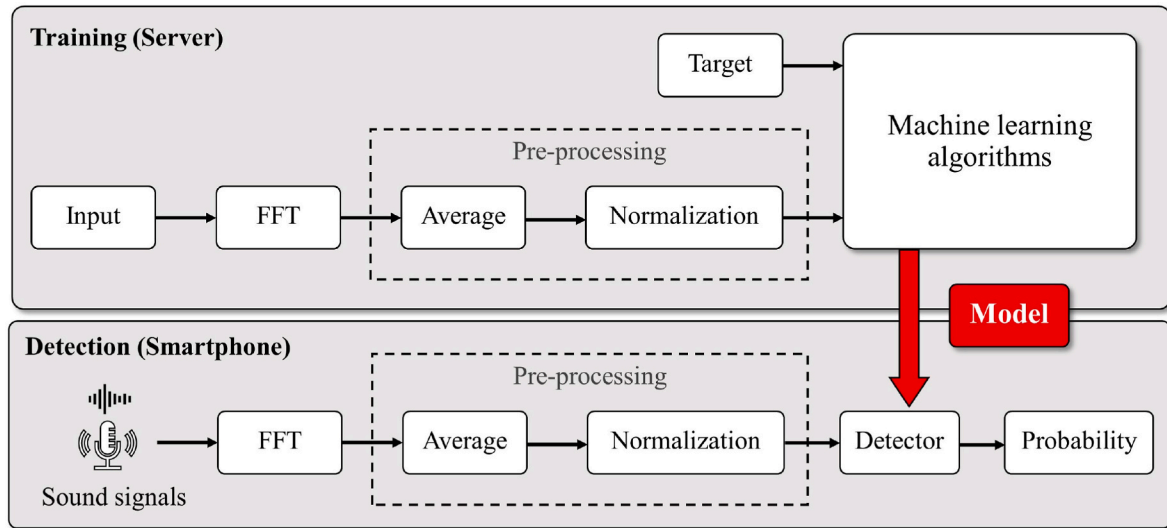 Training (Server)
Target
Machine learning
algorithms
Pre-processing
Input
FFT
Average
Normalization
Model
Detection (Smartphone)
Pre-processing
FFT
Average
Normalization
Detector
Probability
Sound signals